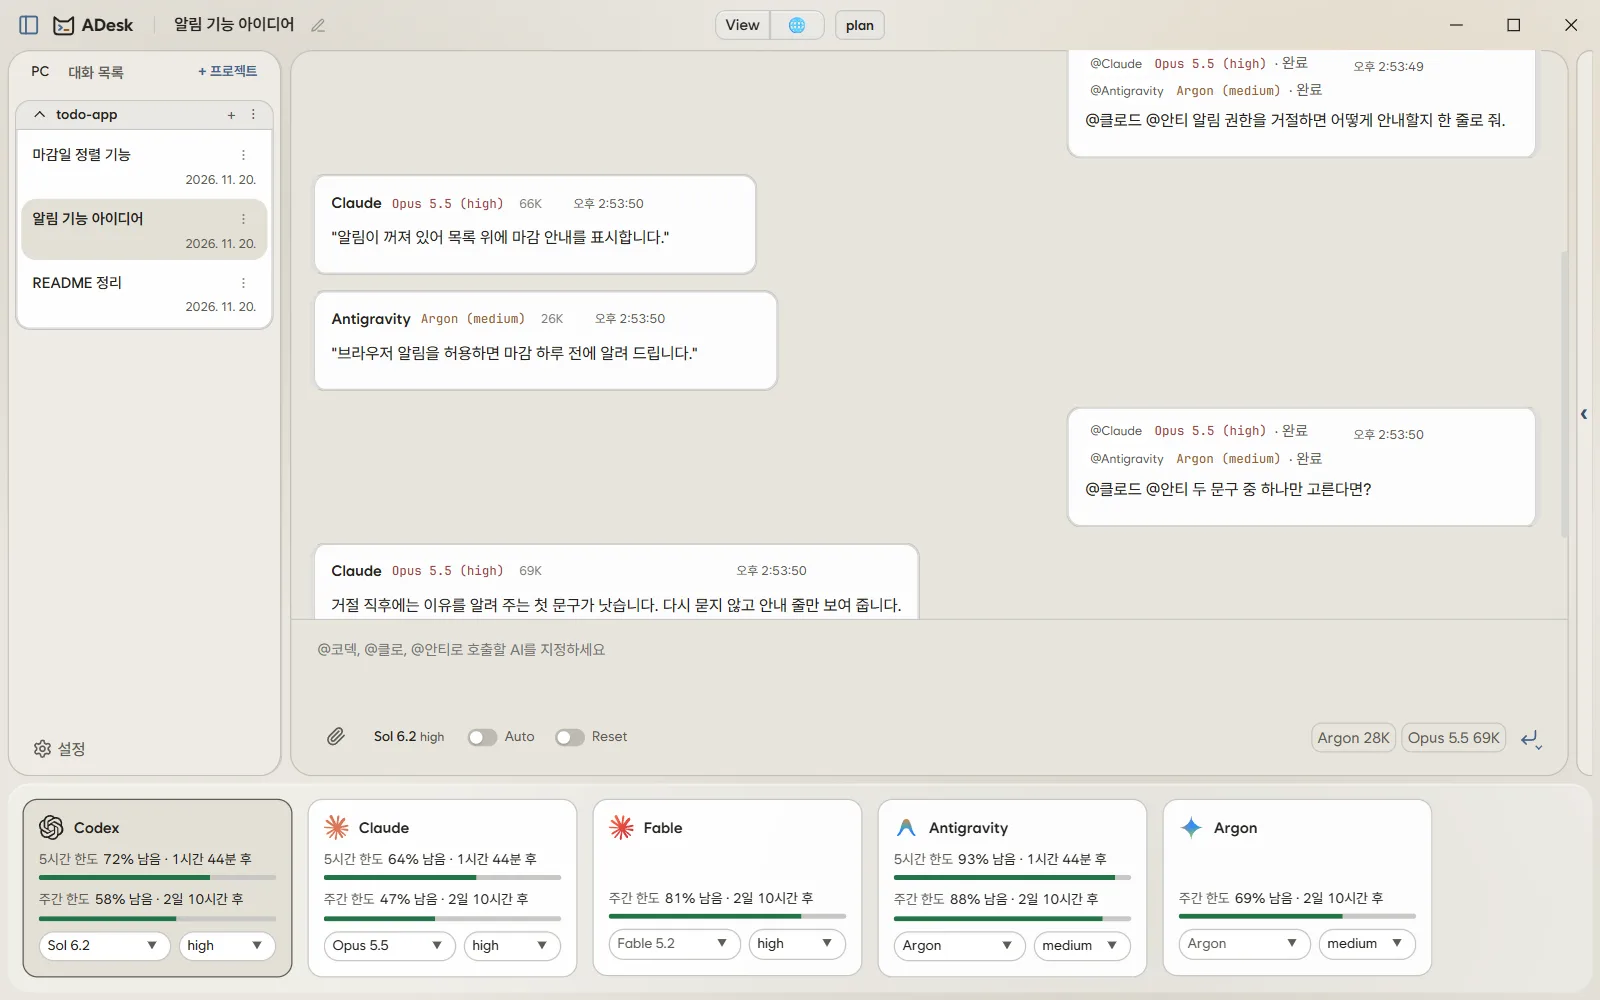 ADesk
알림 기능 아이디어
View
plan
PC
대화 목록
+ 프로젝트
todo-app
마감일 정렬 기능
2026. 11. 20.
알림 기능 아이디어
2026. 11. 20.
README 정리
2026. 11. 20.
설정
@Claude Opus 5.5 (high) · 완료 오후 2:53:49
@Antigravity Argon (medium) · 완료
@클로드 @안티 알림 권한을 거절하면 어떻게 안내할지 한 줄로 줘.
Claude Opus 5.5 (high) 66K 오후 2:53:50
"알림이 꺼져 있어 목록 위에 마감 안내를 표시합니다."
Antigravity Argon (medium) 26K 오후 2:53:50
"브라우저 알림을 허용하면 마감 하루 전에 알려 드립니다."
@Claude Opus 5.5 (high) · 완료 오후 2:53:50
@Antigravity Argon (medium) · 완료
@클로드 @안티 두 문구 중 하나만 고른다면?
Claude Opus 5.5 (high) 69K 오후 2:53:50
거절 직후에는 이유를 알려 주는 첫 문구가 낫습니다. 다시 묻지 않고 안내 줄만 보여 줍니다.
@코덱, @클로, @안티로 호출할 AI를 지정하세요
Sol 6.2 high
Auto
Reset
Argon 28K
Opus 5.5 69K
Codex
5시간 한도 72% 남음 · 1시간 44분 후
주간 한도 58% 남음 · 2일 10시간 후
Sol 6.2
high
Claude
5시간 한도 64% 남음 · 1시간 44분 후
주간 한도 47% 남음 · 2일 10시간 후
Opus 5.5
high
Fable
주간 한도 81% 남음 · 2일 10시간 후
Fable 5.2
high
Antigravity
5시간 한도 93% 남음 · 1시간 44분 후
주간 한도 88% 남음 · 2일 10시간 후
Argon
medium
Argon
주간 한도 69% 남음 · 2일 10시간 후
Argon
medium